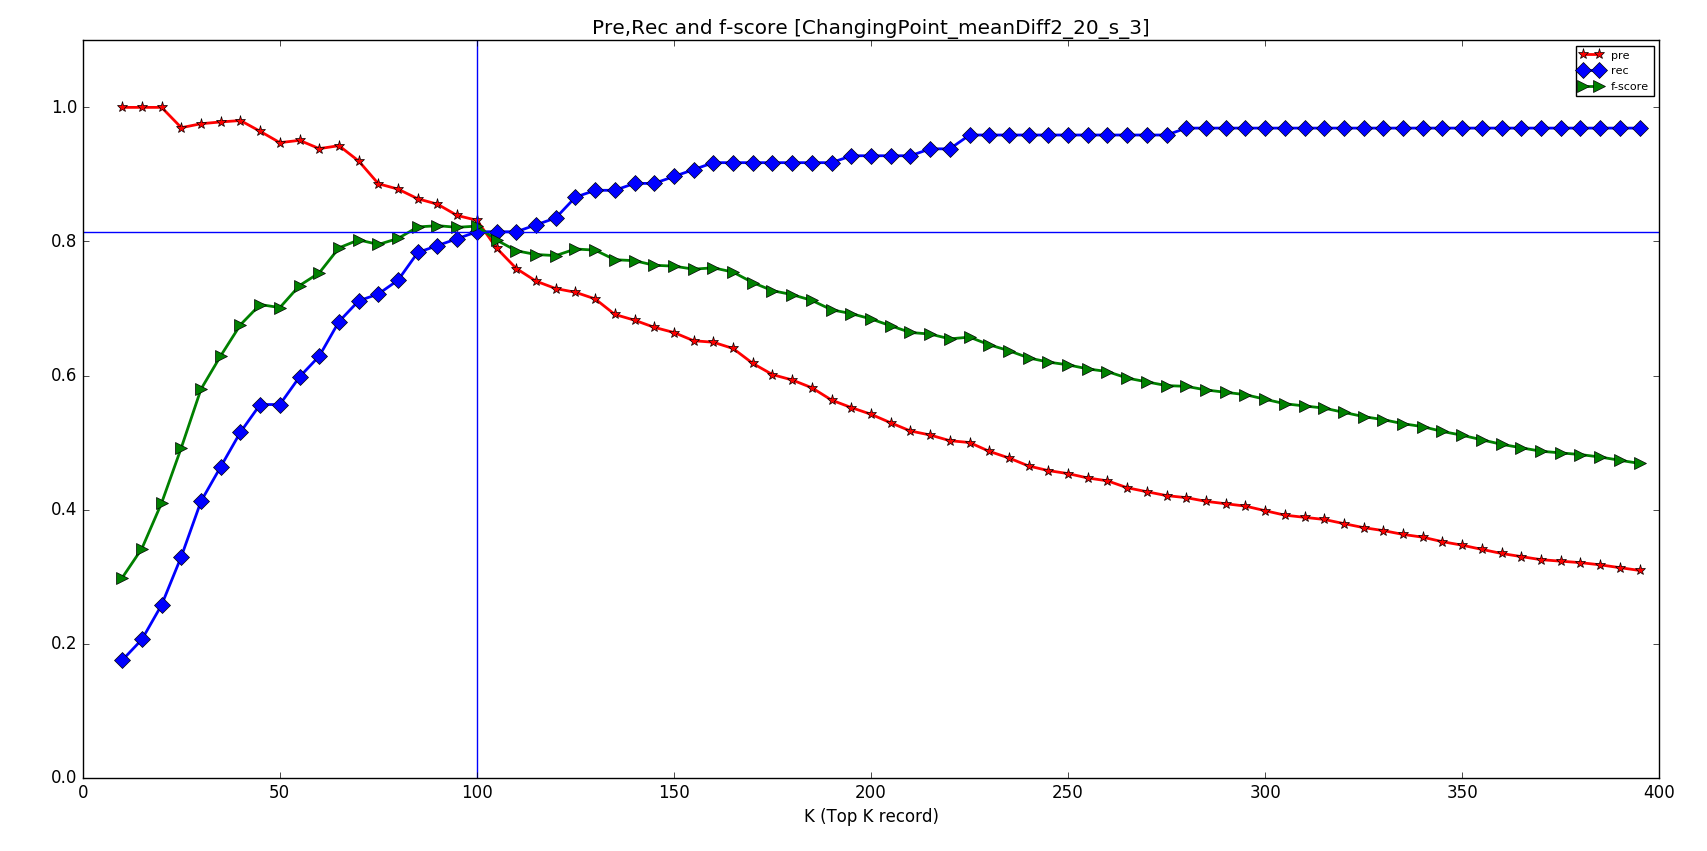 Pre,Rec and f-score [ChangingPoint_meanDiff2_20_s_3]
pre
rec
f-score
1.0
0.8
0.6
0.4
0.2
0.0
0 50 100 150 200 250 300 350 400
K (Top K record)